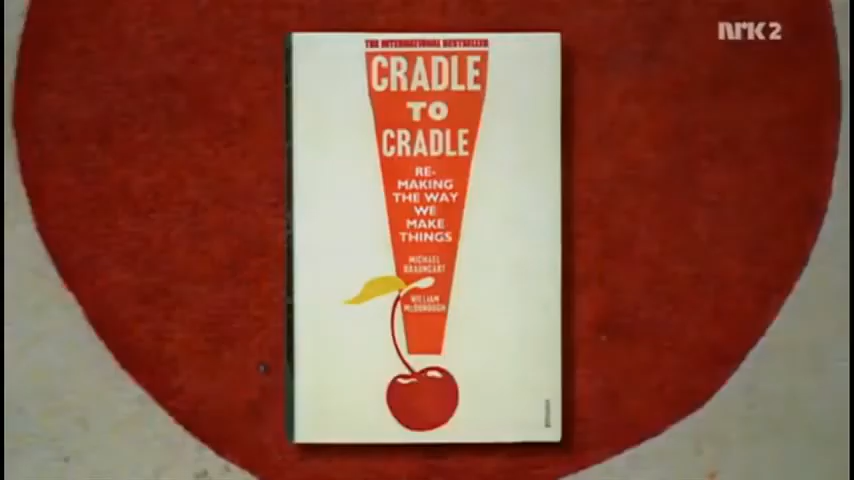 NRK2
THE INTERNATIONAL BESTSELLER
CRADLE
TO
CRADLE
RE-
MAKING
THE WAY
WE
MAKE
THINGS
MICHAEL
BRAUNGART
WILLIAM
McDONOUGH